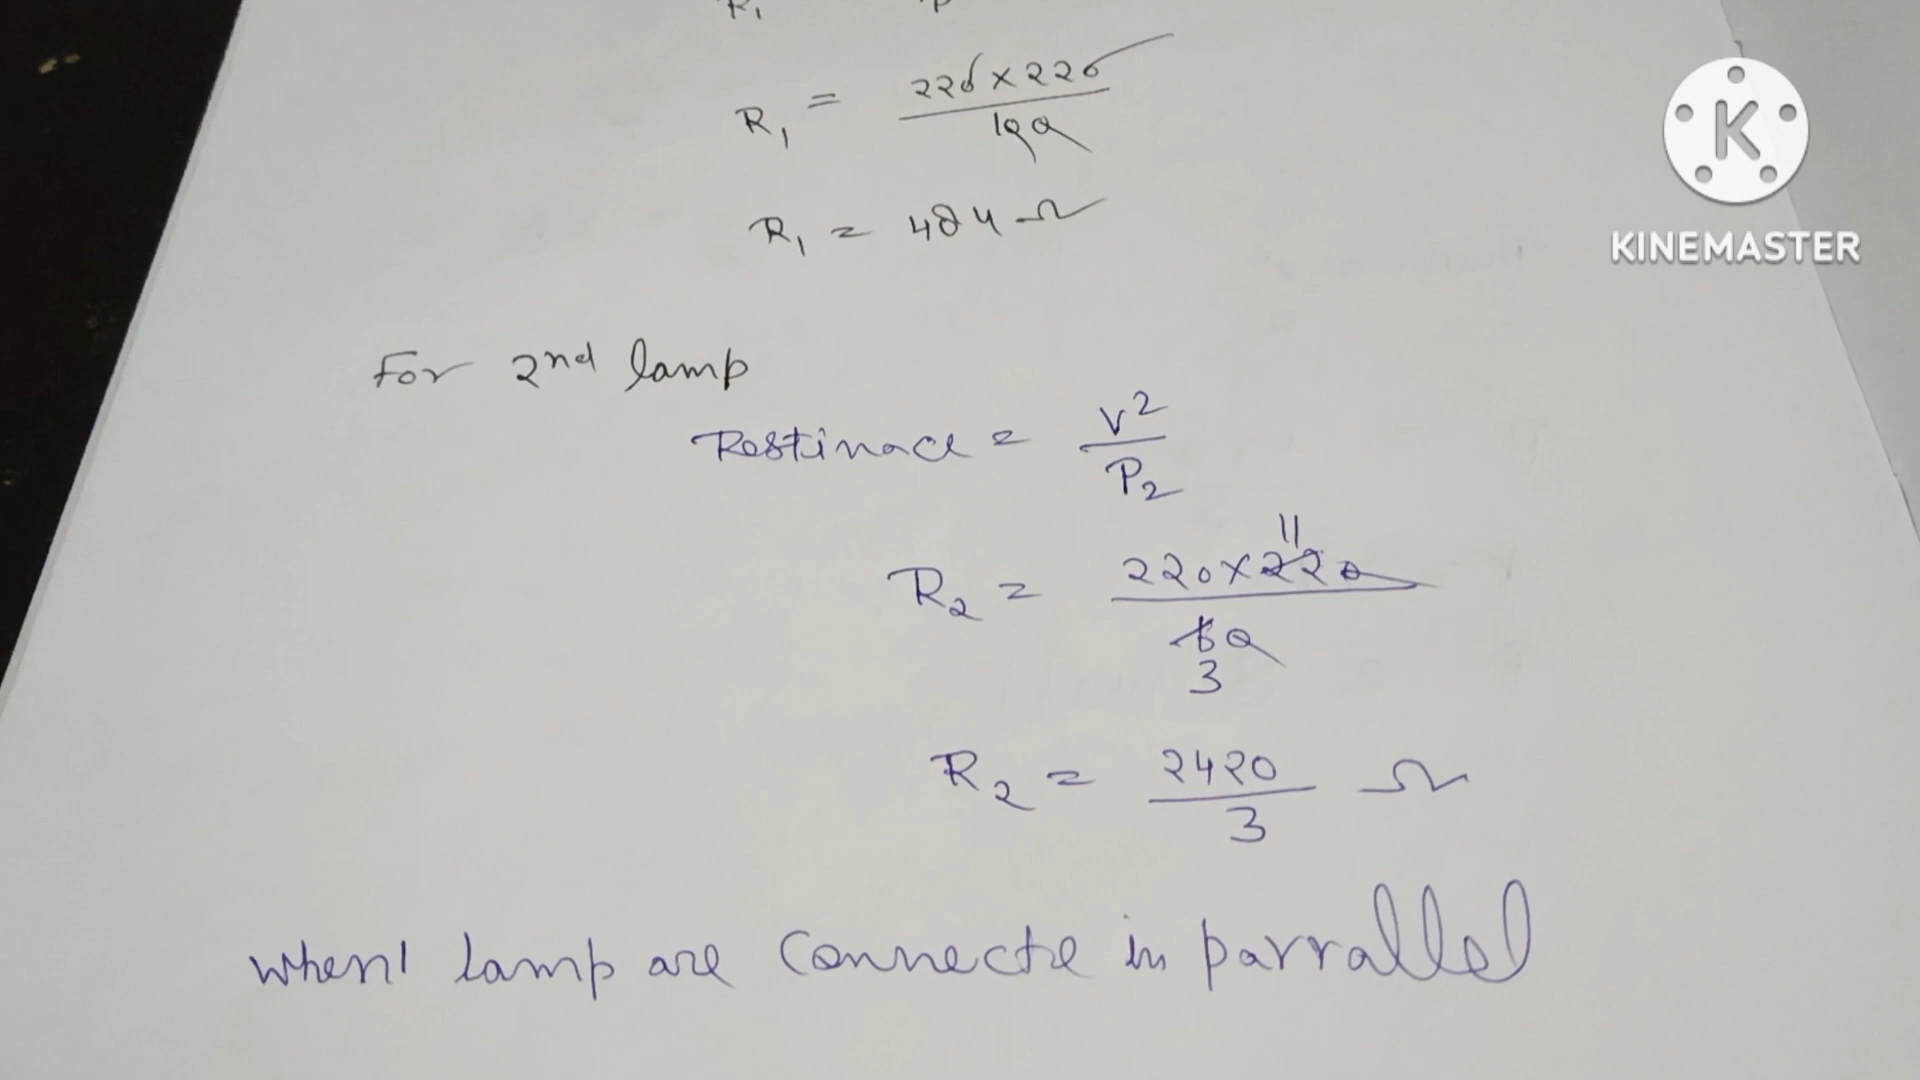 R₁ = 220 × 220 / 100
R₁ = 484 Ω
For 2nd lamp
Restinace = V² / P₂
11
R₂ = 220 × 220 / 60
3
R₂ = 2420 / 3 Ω
when lamp are connecte in parrallel
K
KINEMASTER